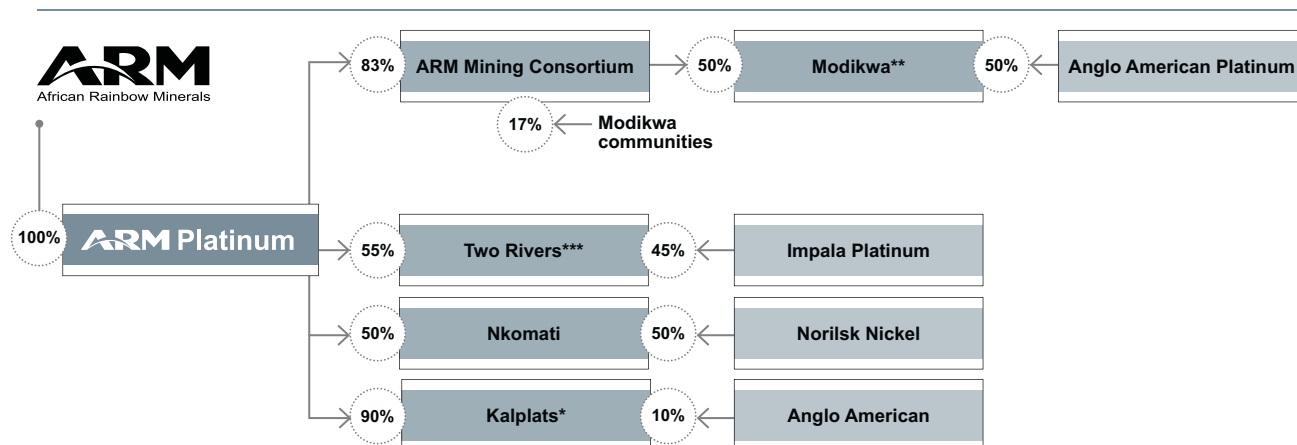 ARM
African Rainbow Minerals
83%
ARM Mining Consortium
50%
Modikwa**
50%
Anglo American Platinum
17%
Modikwa
communities
100%
ARM Platinum
55%
Two Rivers***
45%
Impala Platinum
50%
Nkomati
50%
Norilsk Nickel
90%
Kalplats*
10%
Anglo American